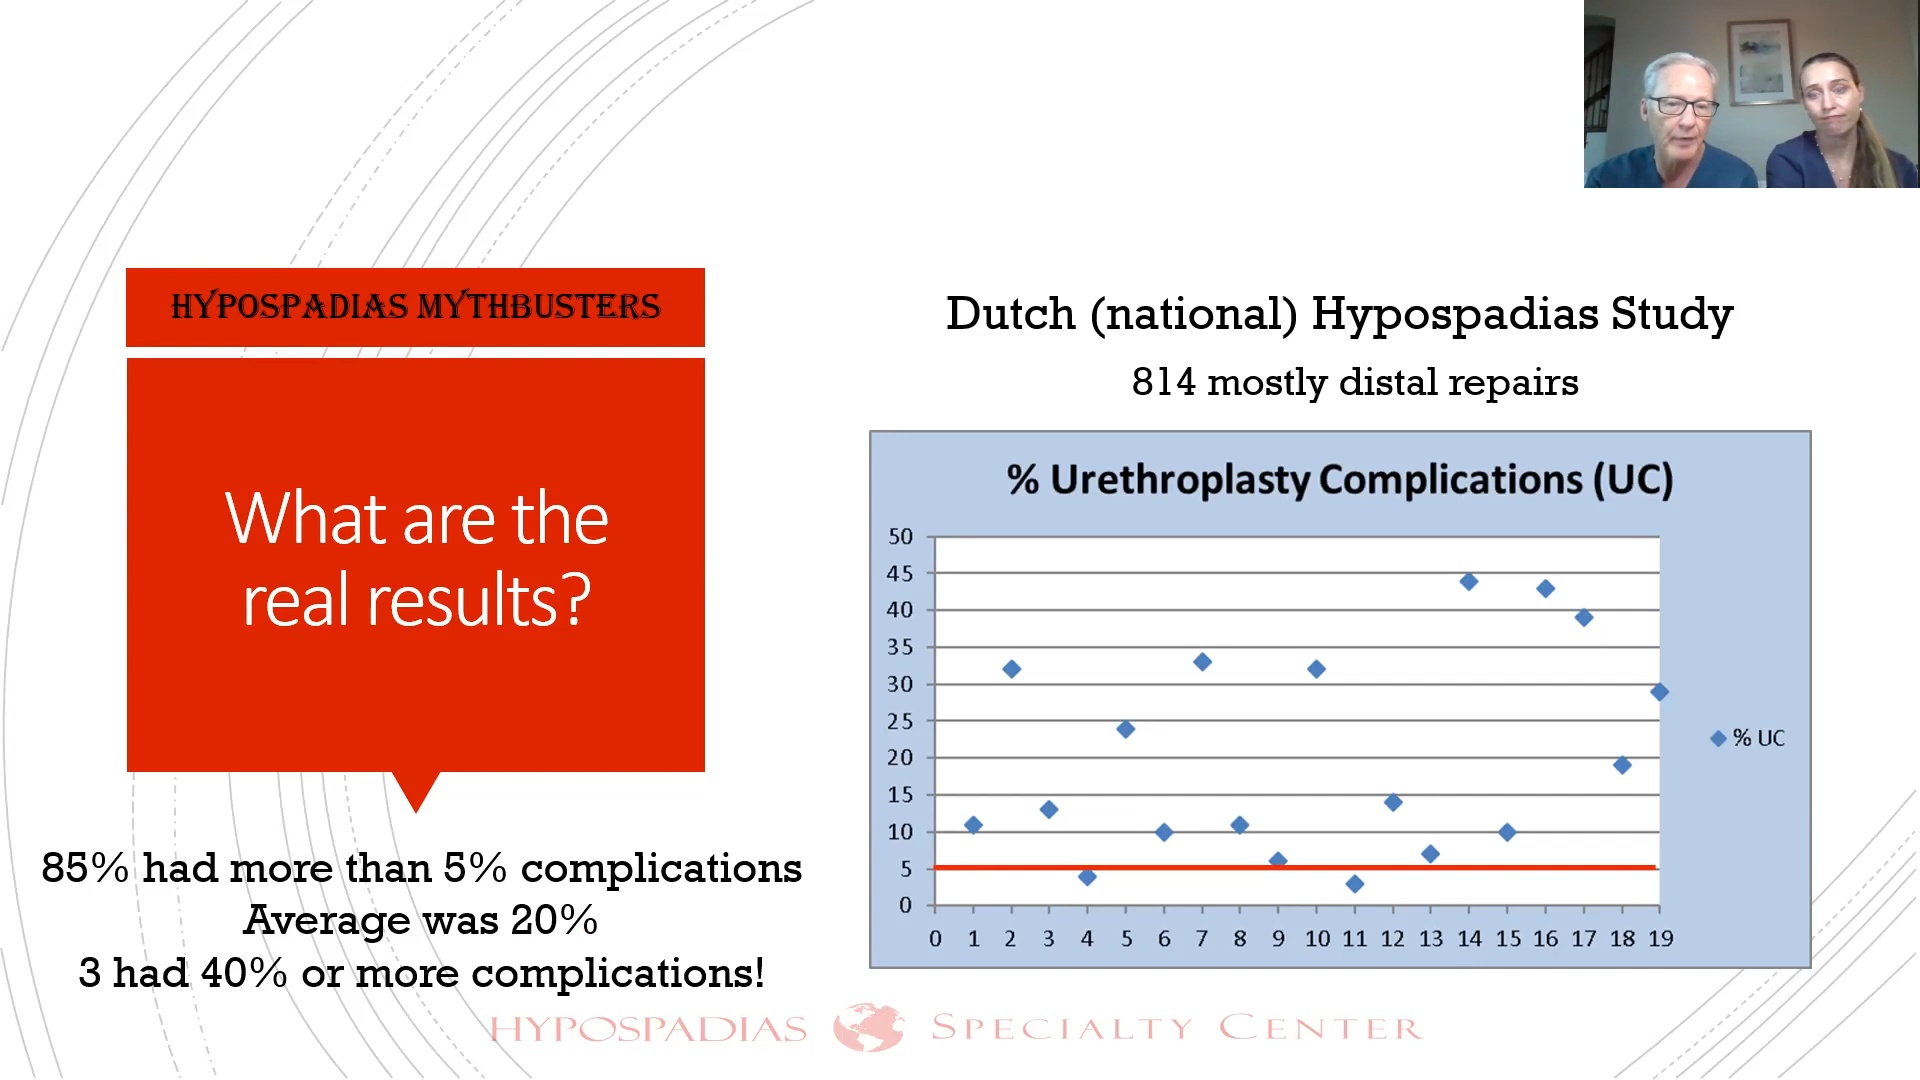 HYPOSPADIAS MYTHBUSTERS
What are the
real results?
85% had more than 5% complications
Average was 20%
3 had 40% or more complications!
Dutch (national) Hypospadias Study
814 mostly distal repairs
% Urethroplasty Complications (UC)
50
45
40
35
30
25
20
15
10
5
0
0 1 2 3 4 5 6 7 8 9 10 11 12 13 14 15 16 17 18 19
% UC
HYPOSPADIAS SPECIALTY CENTER